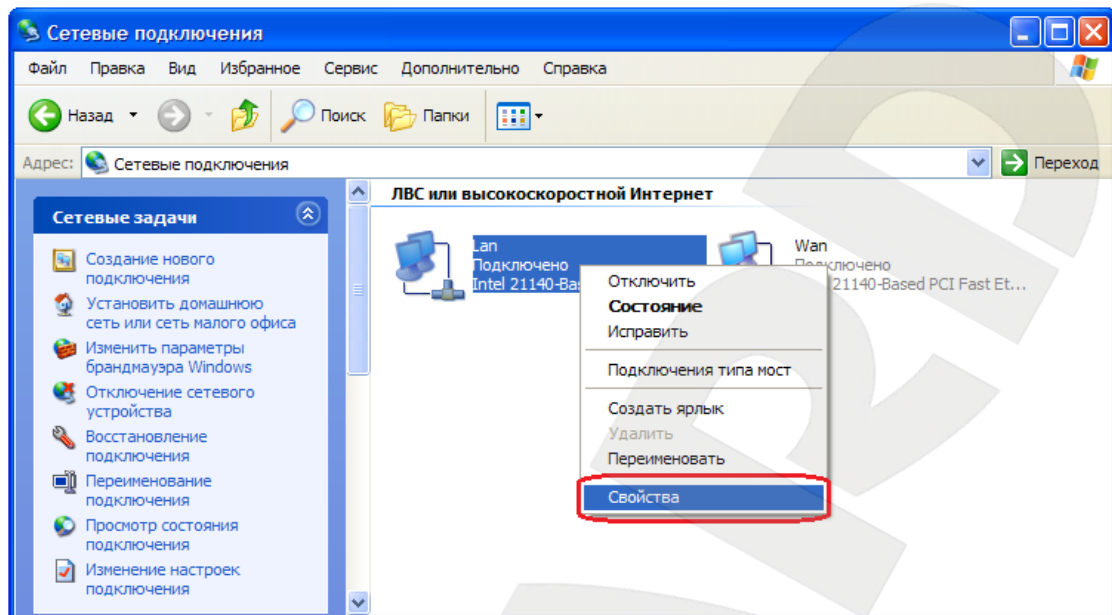 Сетевые подключения
Файл Правка Вид Избранное Сервис Дополнительно Справка
Назад Поиск Папки
Адрес: Сетевые подключения Переход
Сетевые задачи
Создание нового
подключения
Установить домашнюю
сеть или сеть малого офиса
Изменить параметры
брандмауэра Windows
Отключение сетевого
устройства
Восстановление
подключения
Переименование
подключения
Просмотр состояния
подключения
Изменение настроек
подключения
ЛВС или высокоскоростной Интернет
Lan
Подключено
Intel 21140-Bas
Wan
Подключено
21140-Based PCI Fast Et...
Отключить
Состояние
Исправить
Подключения типа мост
Создать ярлык
Удалить
Переименовать
Свойства